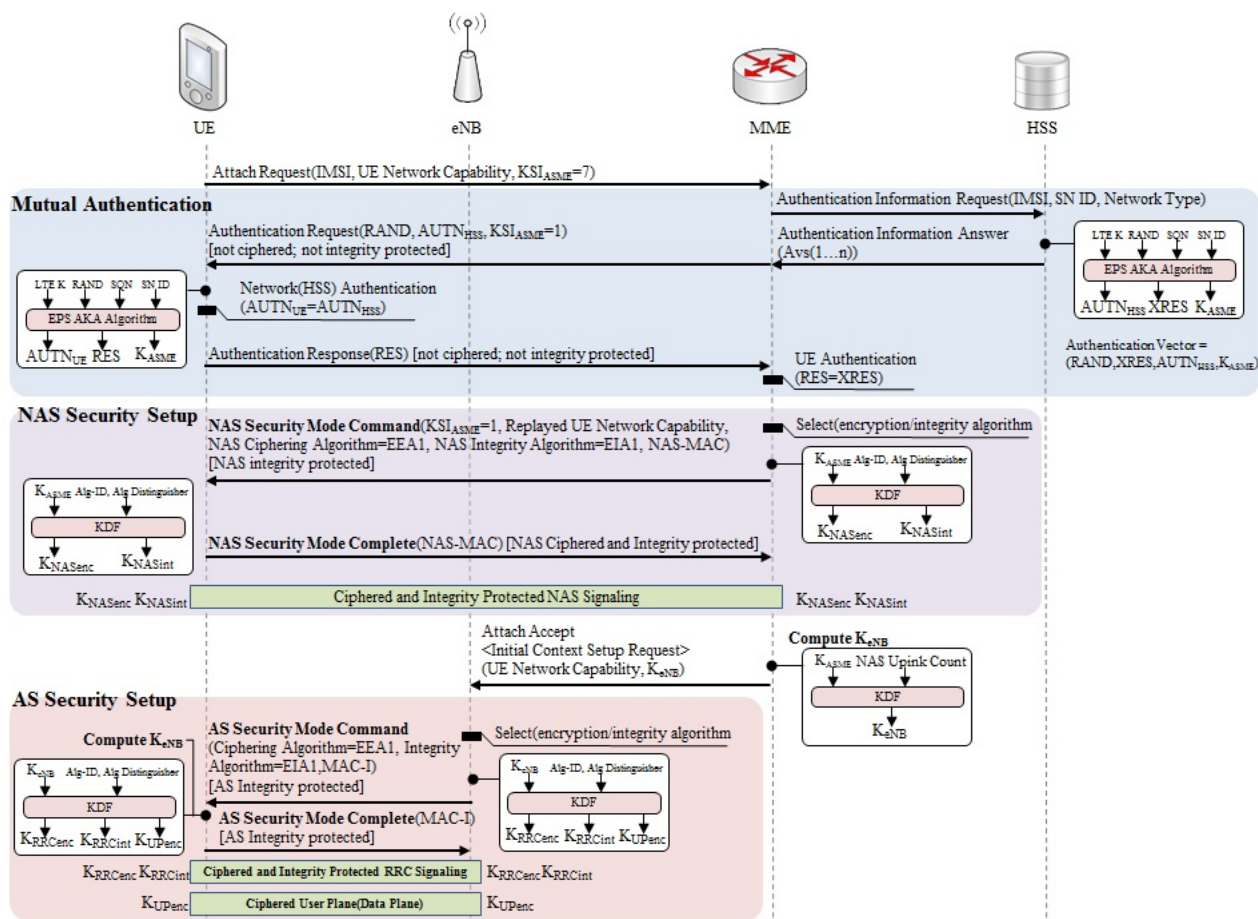 UE
eNB
MME
HSS
Attach Request(IMSI, UE Network Capability, KSIASME=7)
Mutual Authentication
Authentication Information Request(IMSI, SN ID, Network Type)
Authentication Request(RAND, AUTNHSS, KSIASME=1)
[not ciphered; not integrity protected]
Authentication Information Answer
(Avs(1...n))
LTE K RAND SQN SN ID
EPS AKA Algorithm
AUTNHSS XRES KASME
LTE K RAND SQN SN ID
EPS AKA Algorithm
AUTNUE RES KASME
Network(HSS) Authentication
(AUTNUE=AUTNHSS)
Authentication Response(RES) [not ciphered; not integrity protected]
UE Authentication
(RES=XRES)
Authentication Vector =
(RAND,XRES,AUTNHSS,KASME)
NAS Security Setup
NAS Security Mode Command(KSIASME=1, Replayed UE Network Capability,
NAS Ciphering Algorithm=EEA1, NAS Integrity Algorithm=EIA1, NAS-MAC)
[NAS integrity protected]
Select(encryption/integrity algorithm
KASME Alg-ID, Alg Distinguisher
KDF
KNASenc KNASint
KASME Alg-ID, Alg Distinguisher
KDF
KNASenc KNASint
NAS Security Mode Complete(NAS-MAC) [NAS Ciphered and Integrity protected]
KNASenc KNASint
Ciphered and Integrity Protected NAS Signaling
KNASenc KNASint
Attach Accept
<Initial Context Setup Request>
(UE Network Capability, KeNB)
Compute KeNB
KASME NAS Upink Count
KDF
KeNB
AS Security Setup
Compute KeNB
AS Security Mode Command
(Ciphering Algorithm=EEA1, Integrity
Algorithm=EIA1,MAC-I)
[AS Integrity protected]
Select(encryption/integrity algorithm
KeNB Alg-ID, Alg Distinguisher
KDF
KRRCenc KRRCint KUPenc
KeNB Alg-ID, Alg Distinguisher
KDF
KRRCenc KRRCint KUPenc
AS Security Mode Complete(MAC-I)
[AS Integrity protected]
KRRCenc KRRCint
Ciphered and Integrity Protected RRC Signaling
KRRCenc KRRCint
KUPenc
Ciphered User Plane(Data Plane)
KUPenc